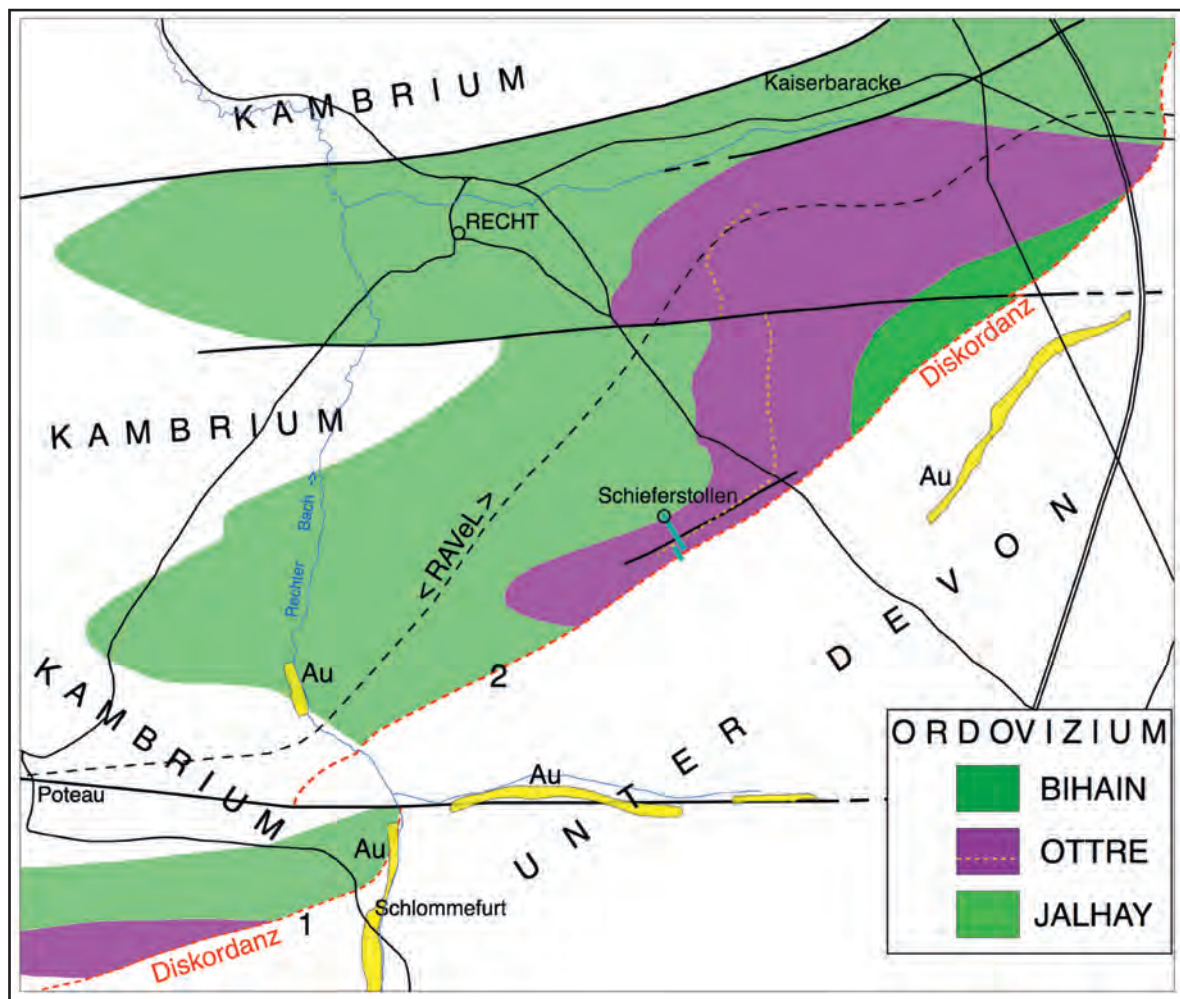 KAMBRIUM
Kaiserbaracke
RECHT
Diskordanz
KAMBRIUM
Au
Schieferstollen
< RAVeL >
Rechter Bach ->
UNTER DEVON
Au
2
KAMBRIUM
Au
Poteau
Au
Schlommefurt
1
Diskordanz
ORDOVIZIUM
BIHAIN
OTTRE
JALHAY